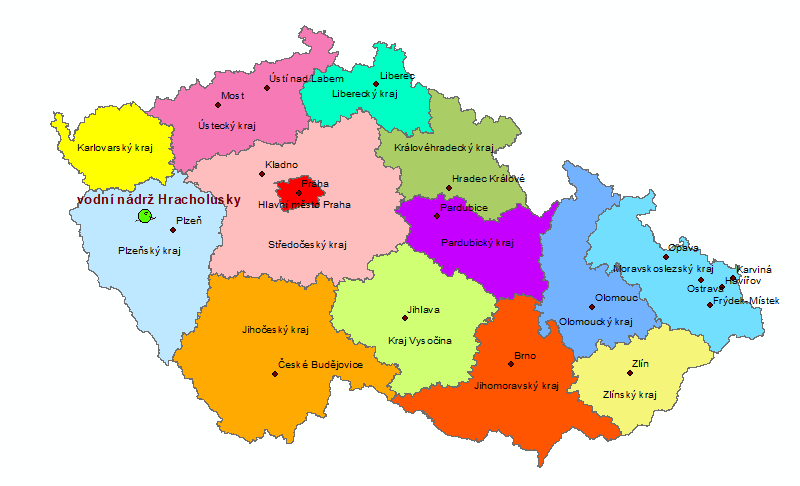 Ústí nad Labem
Liberec
Most
Liberecký kraj
Ústecký kraj
Karlovarský kraj
Královéhradecký kraj
Kladno
Praha
Hradec Králové
vodní nádrž Hracholusky
Hlavní město Praha
Pardubice
Plzeň
Plzeňský kraj
Středočeský kraj
Pardubický kraj
Opava
Moravskoslezský kraj
Karviná
Havířov
Ostrava
Olomouc
Frýdek-Místek
Jihlava
Olomoucký kraj
Jihočeský kraj
Kraj Vysočina
Brno
České Budějovice
Zlín
Jihomoravský kraj
Zlínský kraj